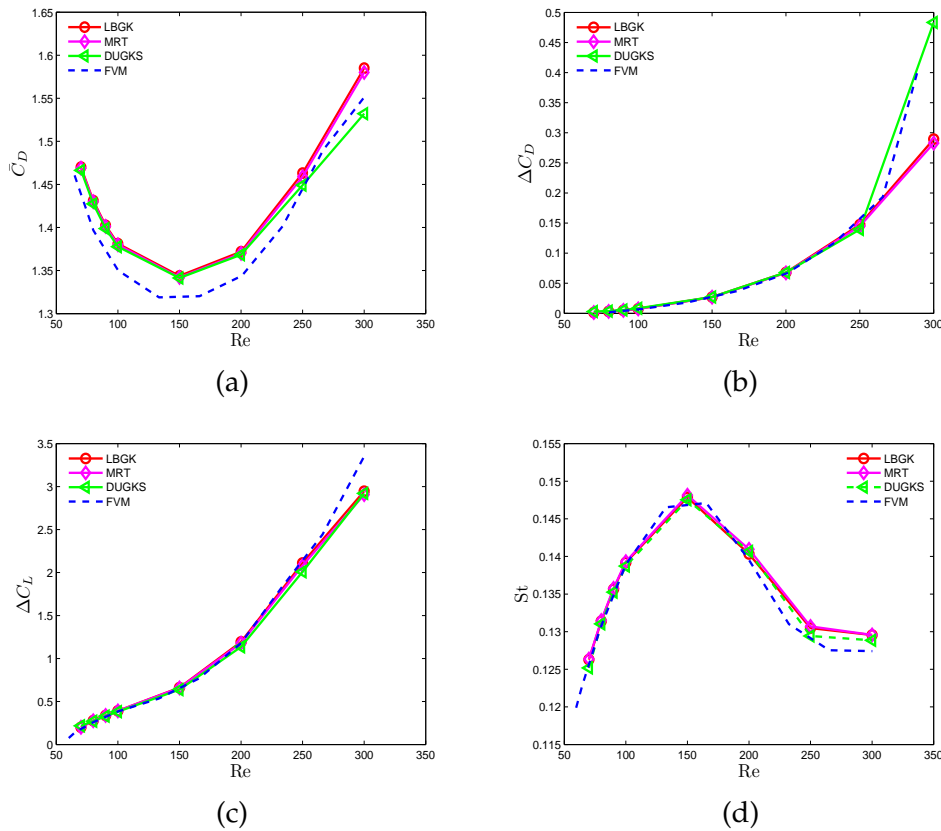 1.65
1.6
1.55
1.5
1.45
1.4
1.35
1.3
50 100 150 200 250 300 350
C̄_D
Re
LBGK
MRT
DUGKS
FVM
(a)
0.5
0.45
0.4
0.35
0.3
0.25
0.2
0.15
0.1
0.05
0
50 100 150 200 250 300
ΔC_D
Re
LBGK
MRT
DUGKS
FVM
(b)
3.5
3
2.5
2
1.5
1
0.5
0
50 100 150 200 250 300 350
ΔC_L
Re
LBGK
MRT
DUGKS
FVM
(c)
0.155
0.15
0.145
0.14
0.135
0.13
0.125
0.12
0.115
50 100 150 200 250 300 350
St
Re
LBGK
MRT
DUGKS
FVM
(d)